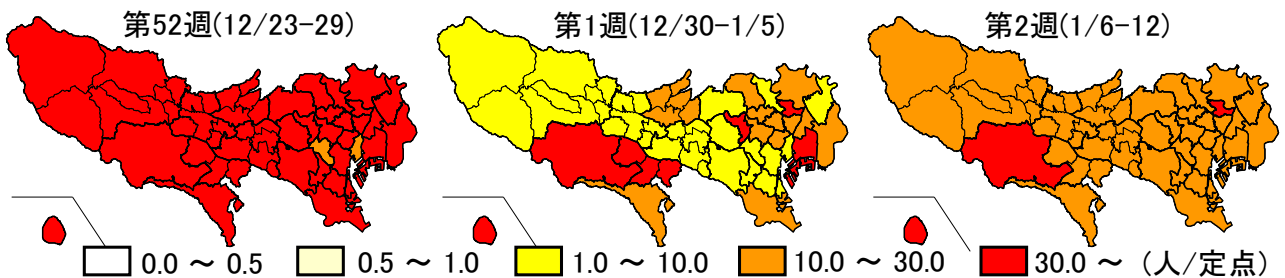 第52週(12/23-29)
第1週(12/30-1/5)
第2週(1/6-12)
0.0 ～ 0.5
0.5 ～ 1.0
1.0 ～ 10.0
10.0 ～ 30.0
30.0 ～ (人/定点)